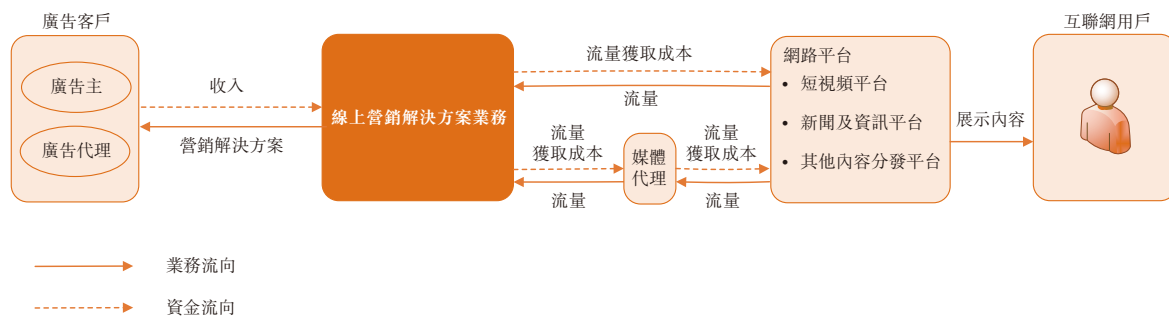 廣告客戶
廣告主
廣告代理
收入
營銷解決方案
線上營銷解決方案業務
流量獲取成本
流量
流量
獲取成本
流量
媒體
代理
流量
獲取成本
流量
網路平台
• 短視頻平台
• 新聞及資訊平台
• 其他內容分發平台
展示內容
互聯網用戶
業務流向
資金流向